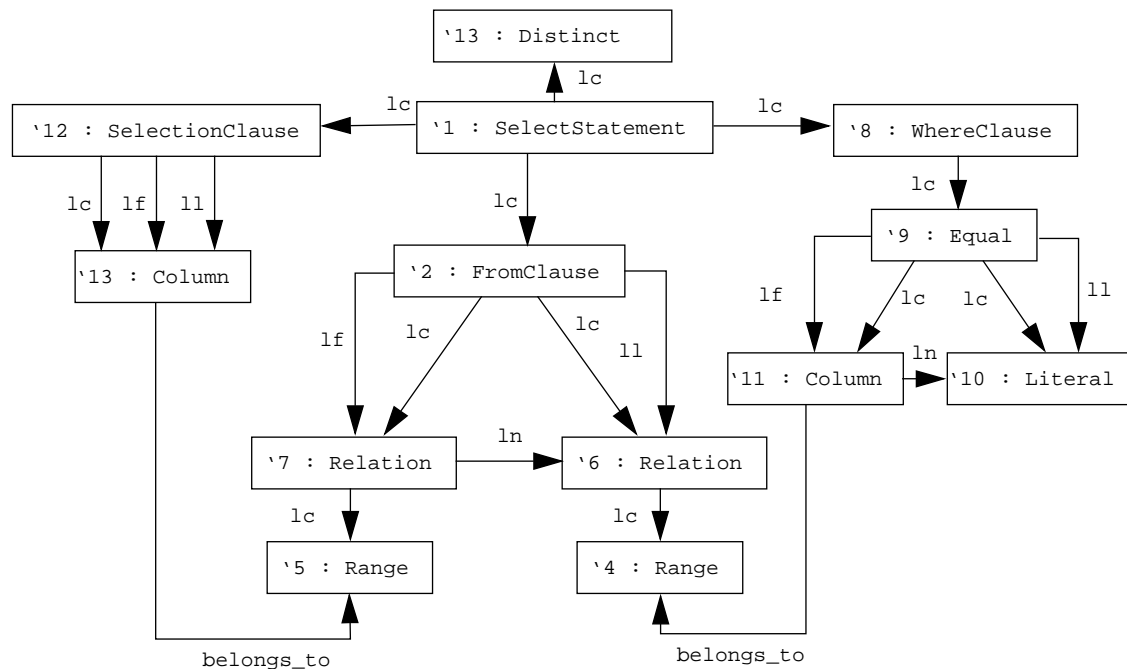 ‘13 : Distinct
lc
lc
lc
‘12 : SelectionClause
‘1 : SelectStatement
‘8 : WhereClause
lc
lf
ll
lc
lc
‘9 : Equal
‘13 : Column
‘2 : FromClause
lf
lc
lc
ll
lf
lc
lc
ll
ln
‘11 : Column
‘10 : Literal
ln
‘7 : Relation
‘6 : Relation
lc
lc
‘5 : Range
‘4 : Range
belongs_to
belongs_to